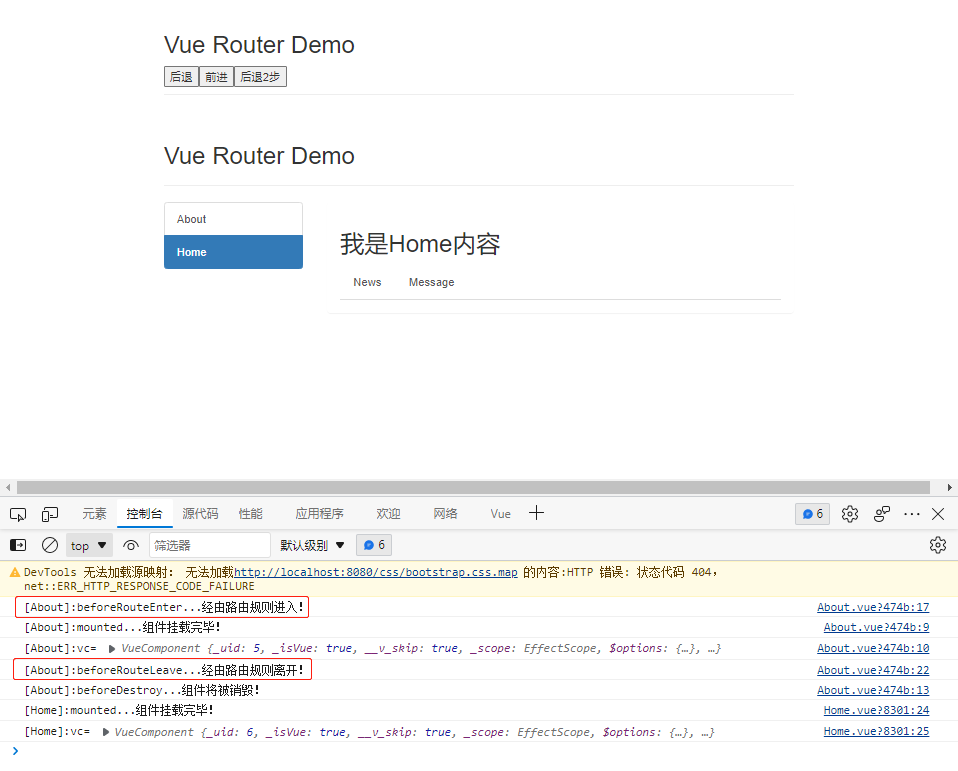 Vue Router Demo
后退 前进 后退2步
Vue Router Demo
About
Home
我是Home内容
News Message
元素 控制台 源代码 性能 应用程序 欢迎 网络 Vue 6
top 筛选器 默认级别 6
DevTools 无法加载源映射: 无法加载http://localhost:8080/css/bootstrap.css.map 的内容:HTTP 错误: 状态代码 404,
net::ERR_HTTP_RESPONSE_CODE_FAILURE
[About]:beforeRouteEnter...经由路由规则进入! About.vue?474b:17
[About]:mounted...组件挂载完毕! About.vue?474b:9
[About]:vc= ▶ VueComponent {_uid: 5, _isVue: true, __v_skip: true, _scope: EffectScope, $options: {…}, …} About.vue?474b:10
[About]:beforeRouteLeave...经由路由规则离开! About.vue?474b:22
[About]:beforeDestroy...组件将被销毁! About.vue?474b:13
[Home]:mounted...组件挂载完毕! Home.vue?8301:24
[Home]:vc= ▶ VueComponent {_uid: 6, _isVue: true, __v_skip: true, _scope: EffectScope, $options: {…}, …} Home.vue?8301:25